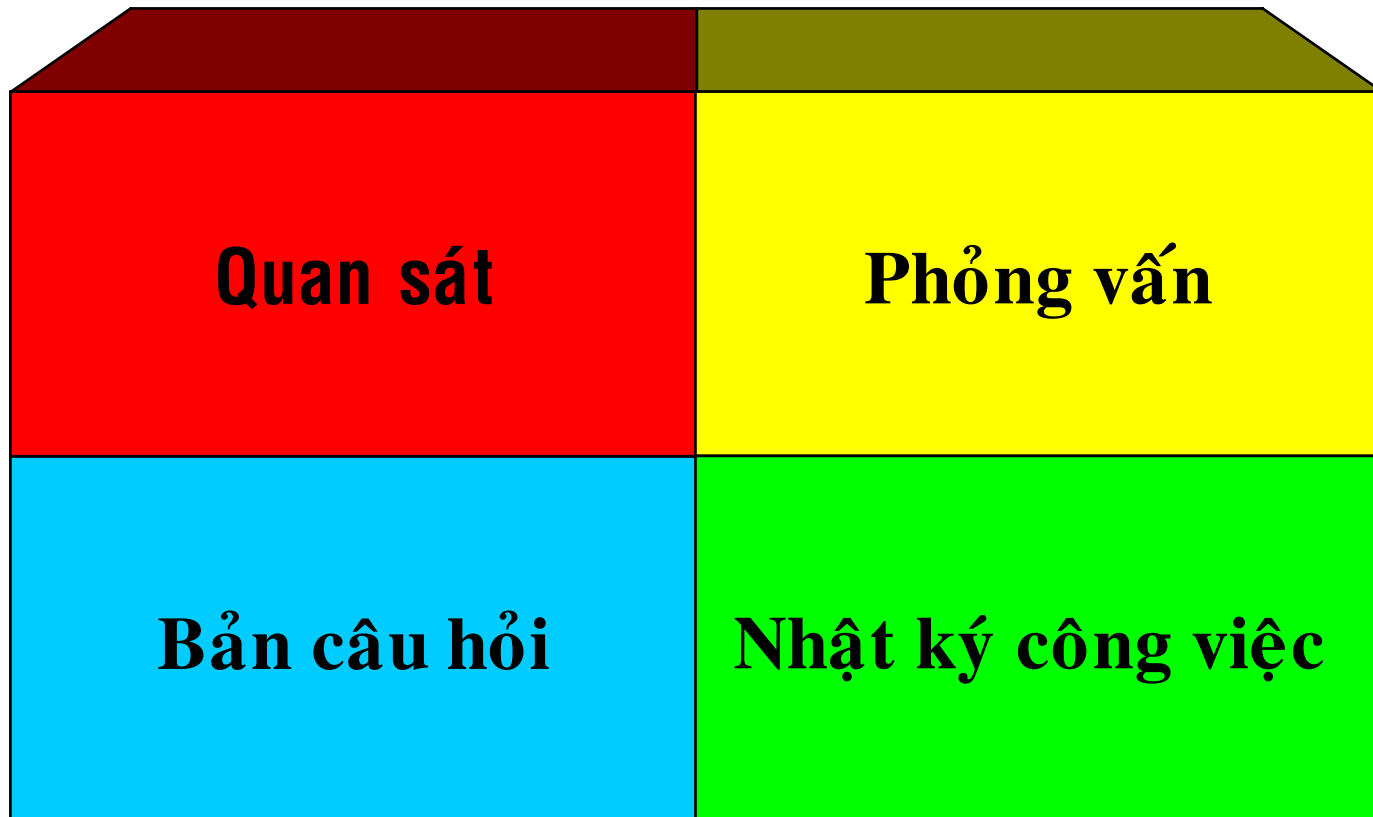 Quan sát
Phỏng vấn
Bản câu hỏi
Nhật ký công việc